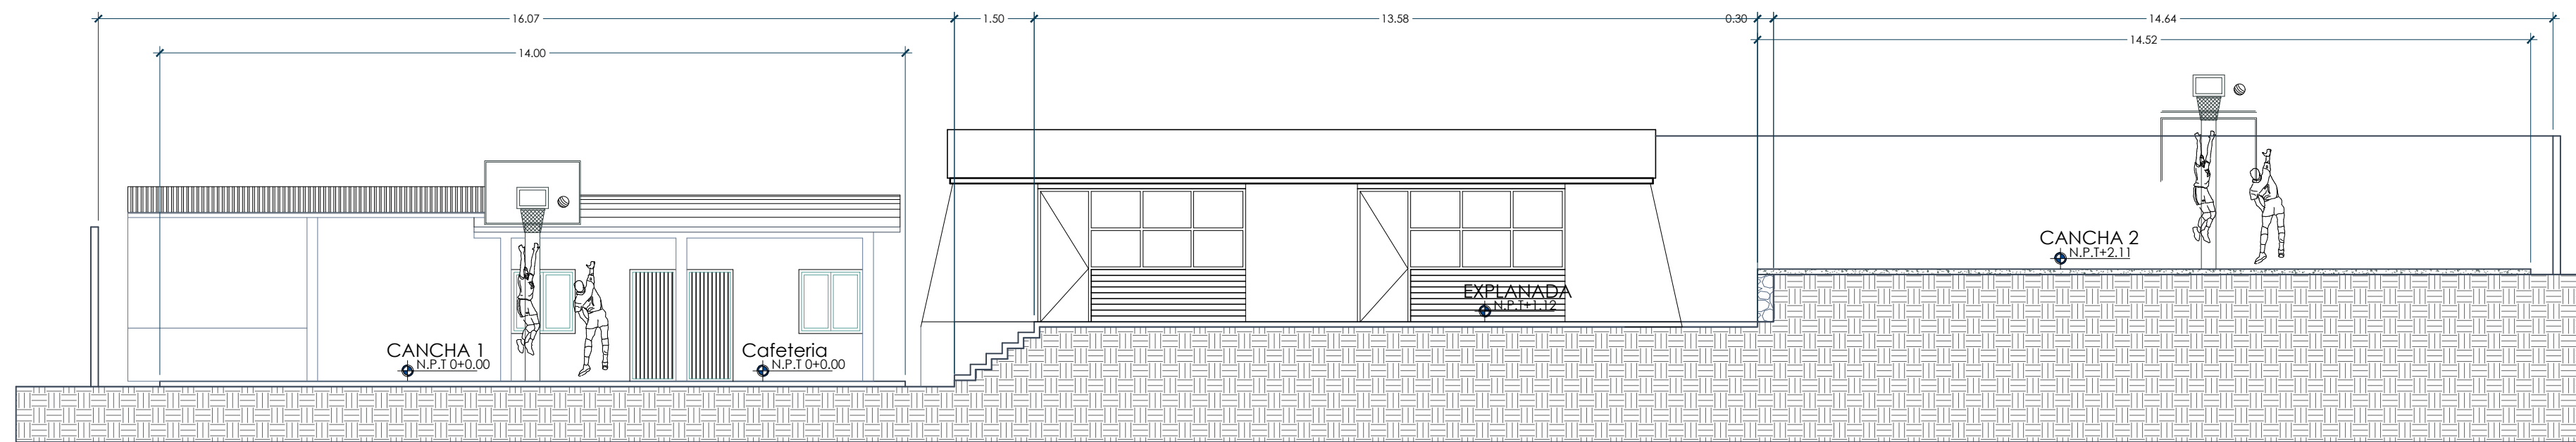 16.07
1.50
13.58
0.30
14.64
14.52
14.00
CANCHA 1
N.P.T 0+0.00
Cafeteria
N.P.T 0+0.00
EXPLANADA
N.P.T+1.12
CANCHA 2
N.P.T+2.11